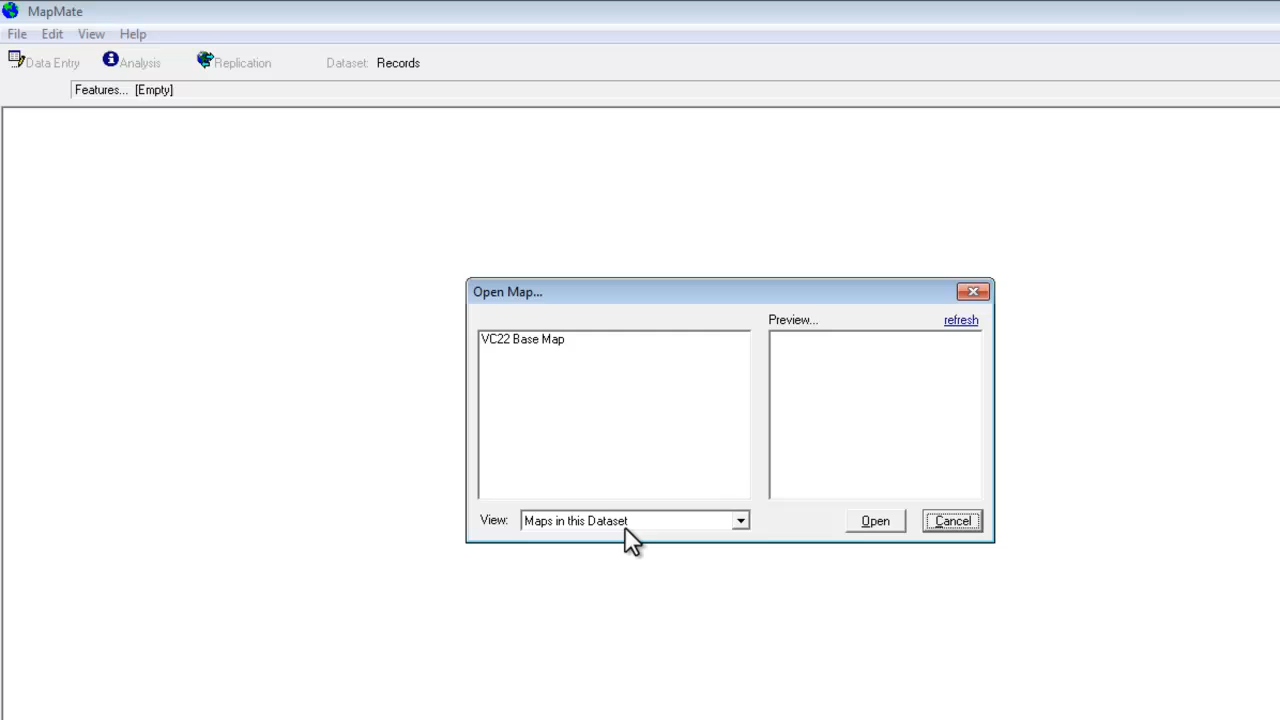 MapMate
File Edit View Help
Data Entry Analysis Replication Dataset: Records
Features... [Empty]
Open Map...
Preview... refresh
VC22 Base Map
View: Maps in this Dataset Open Cancel